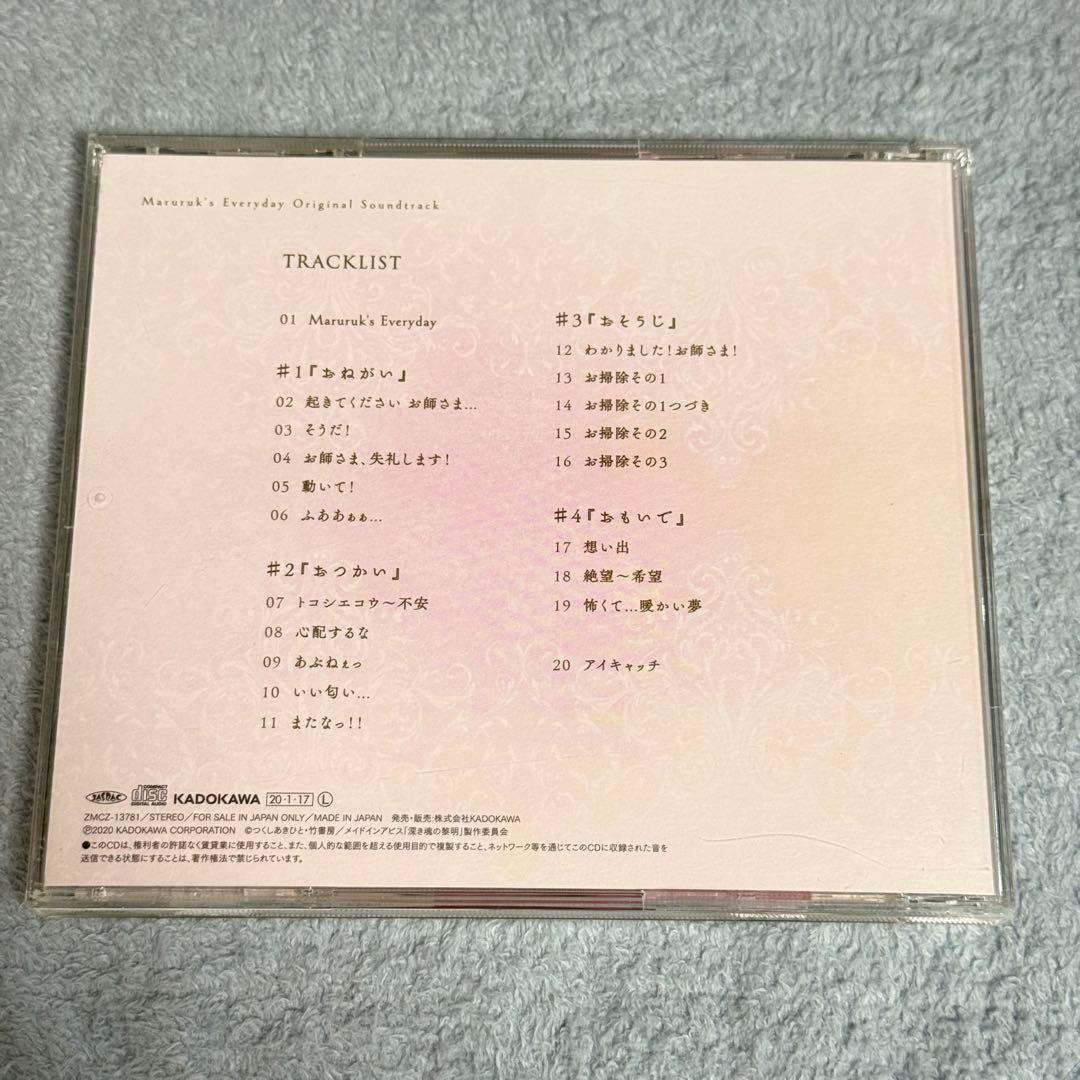 Maruruk's Everyday Original Soundtrack
TRACKLIST
01 Maruruk's Everyday
#1『おねがい』
02 起きてください お師さま…
03 そうだ!
04 お師さま、失礼します!
05 動いて!
06 ふああぁぁ…
#2『おつかい』
07 トコシエコウ～不安
08 心配するな
09 あぶねぇっ
10 いい匂い…
11 またなっ!!
#3『おそうじ』
12 わかりました!お師さま!
13 お掃除その1
14 お掃除その1つづき
15 お掃除その2
16 お掃除その3
#4『おもいで』
17 想い出
18 絶望～希望
19 怖くて…暖かい夢
20 アイキャッチ
JASRAC COMPACT disc DIGITAL AUDIO KADOKAWA 20・1・17 L
ZMCZ-13781/STEREO/FOR SALE IN JAPAN ONLY/MADE IN JAPAN 発売・販売:株式会社KADOKAWA
Ⓟ2020 KADOKAWA CORPORATION ©つくしあきひと・竹書房/メイドインアビス「深き魂の黎明」製作委員会
●このCDは、権利者の許諾なく賃貸業に使用すること、また、個人的な範囲を超える使用目的で複製すること、ネットワーク等を通じてこのCDに収録された音を
送信できる状態にすることは、著作権法で禁じられています。